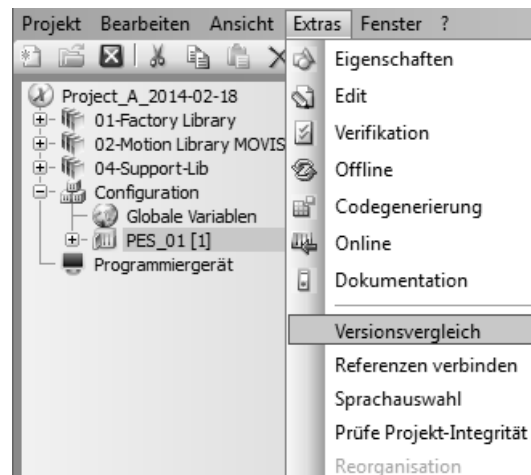 Projekt Bearbeiten Ansicht Extras Fenster ?
Project_A_2014-02-18
01-Factory Library
02-Motion Library MOVIS
04-Support-Lib
Configuration
Globale Variablen
PES_01 [1]
Programmiergerät
Eigenschaften
Edit
Verifikation
Offline
Codegenerierung
Online
Dokumentation
Versionsvergleich
Referenzen verbinden
Sprachauswahl
Prüfe Projekt-Integrität
Reorganisation